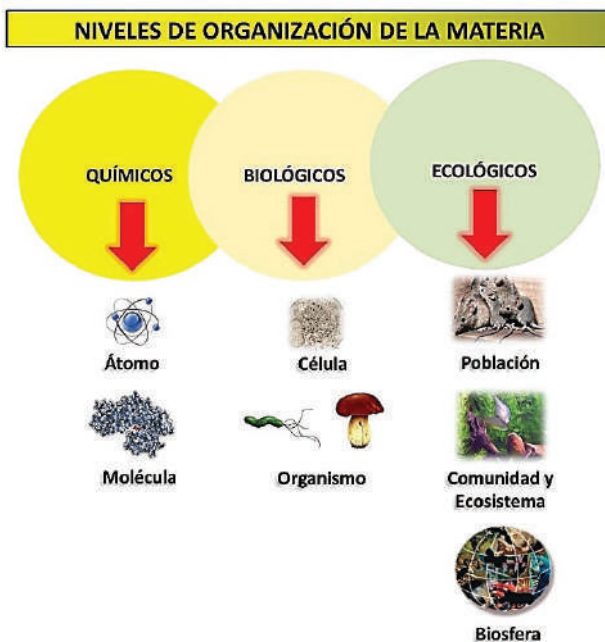 NIVELES DE ORGANIZACIÓN DE LA MATERIA
QUÍMICOS
BIOLÓGICOS
ECOLÓGICOS
Átomo
Célula
Población
Molécula
Organismo
Comunidad y
Ecosistema
Biosfera